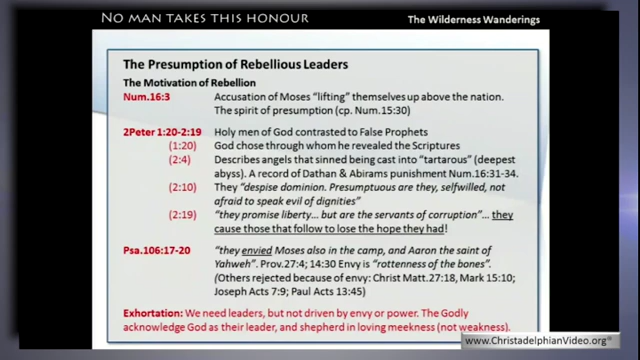 NO MAN TAKES THIS HONOUR
The Wilderness Wanderings
The Presumption of Rebellious Leaders
The Motivation of Rebellion
Num.16:3 Accusation of Moses “lifting” themselves up above the nation.
The spirit of presumption (cp. Num.15:30)
2Peter 1:20-2:19 Holy men of God contrasted to False Prophets
(1:20) God chose through whom he revealed the Scriptures
(2:4) Describes angels that sinned being cast into “tartarous” (deepest
abyss). A record of Dathan & Abirams punishment Num.16:31-34.
(2:10) They “despise dominion. Presumptuous are they, selfwilled, not
afraid to speak evil of dignities”
(2:19) “they promise liberty... but are the servants of corruption”... they
cause those that follow to lose the hope they had!
Psa.106:17-20 “they envied Moses also in the camp, and Aaron the saint of
Yahweh”. Prov.27:4; 14:30 Envy is “rottenness of the bones”.
(Others rejected because of envy: Christ Matt.27:18, Mark 15:10;
Joseph Acts 7:9; Paul Acts 13:45)
Exhortation: We need leaders, but not driven by envy or power. The Godly
acknowledge God as their leader, and shepherd in loving meekness (not weakness).
www.ChristadelphianVideo.org®